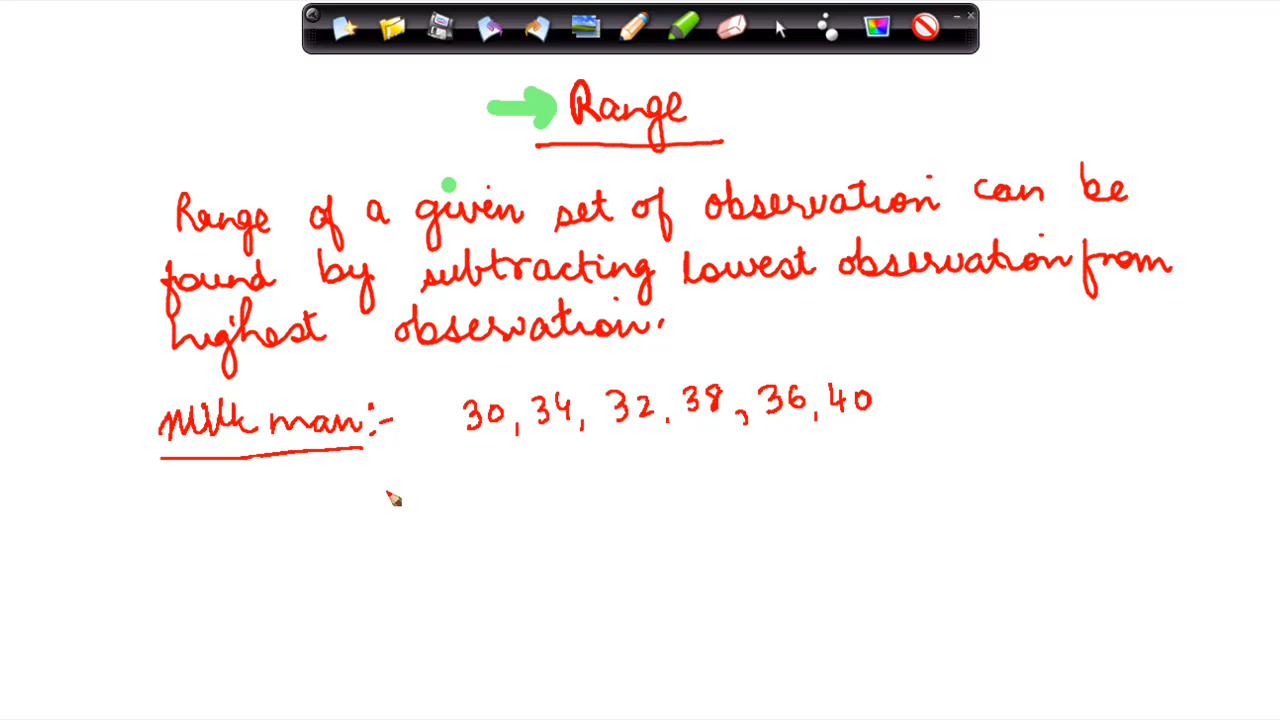 Range
Range of a given set of observation can be
found by subtracting lowest observation from
highest observation.
Milk man :- 30, 34, 32, 38, 36, 40